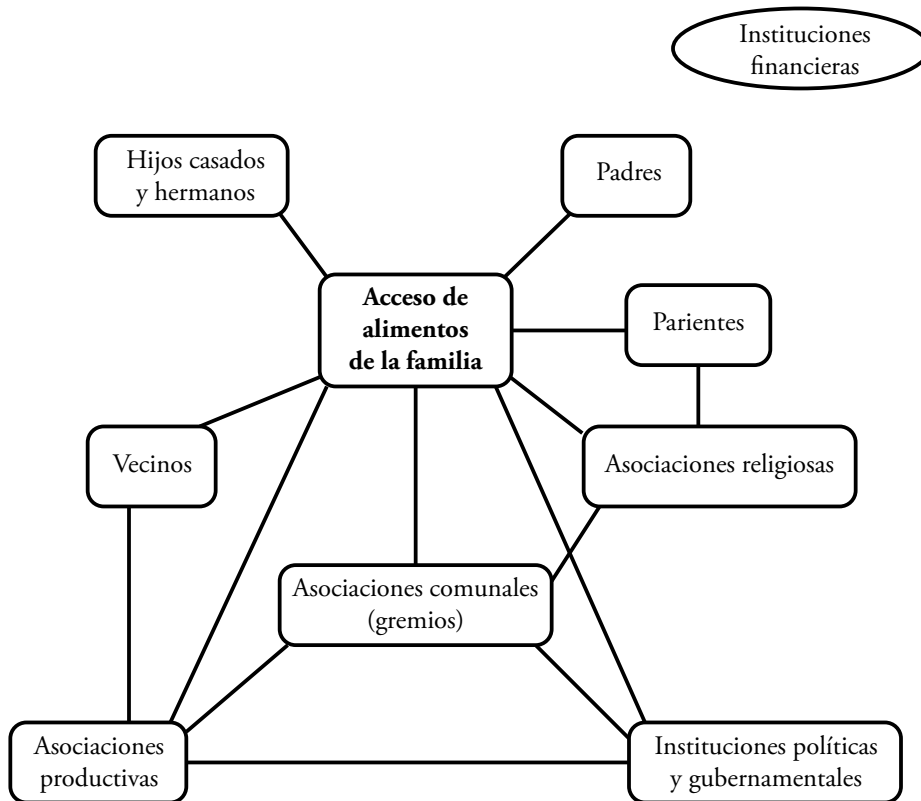 Instituciones
financieras
Hijos casados
y hermanos
Padres
Acceso de
alimentos
de la familia
Parientes
Vecinos
Asociaciones religiosas
Asociaciones comunales
(gremios)
Asociaciones
productivas
Instituciones políticas
y gubernamentales